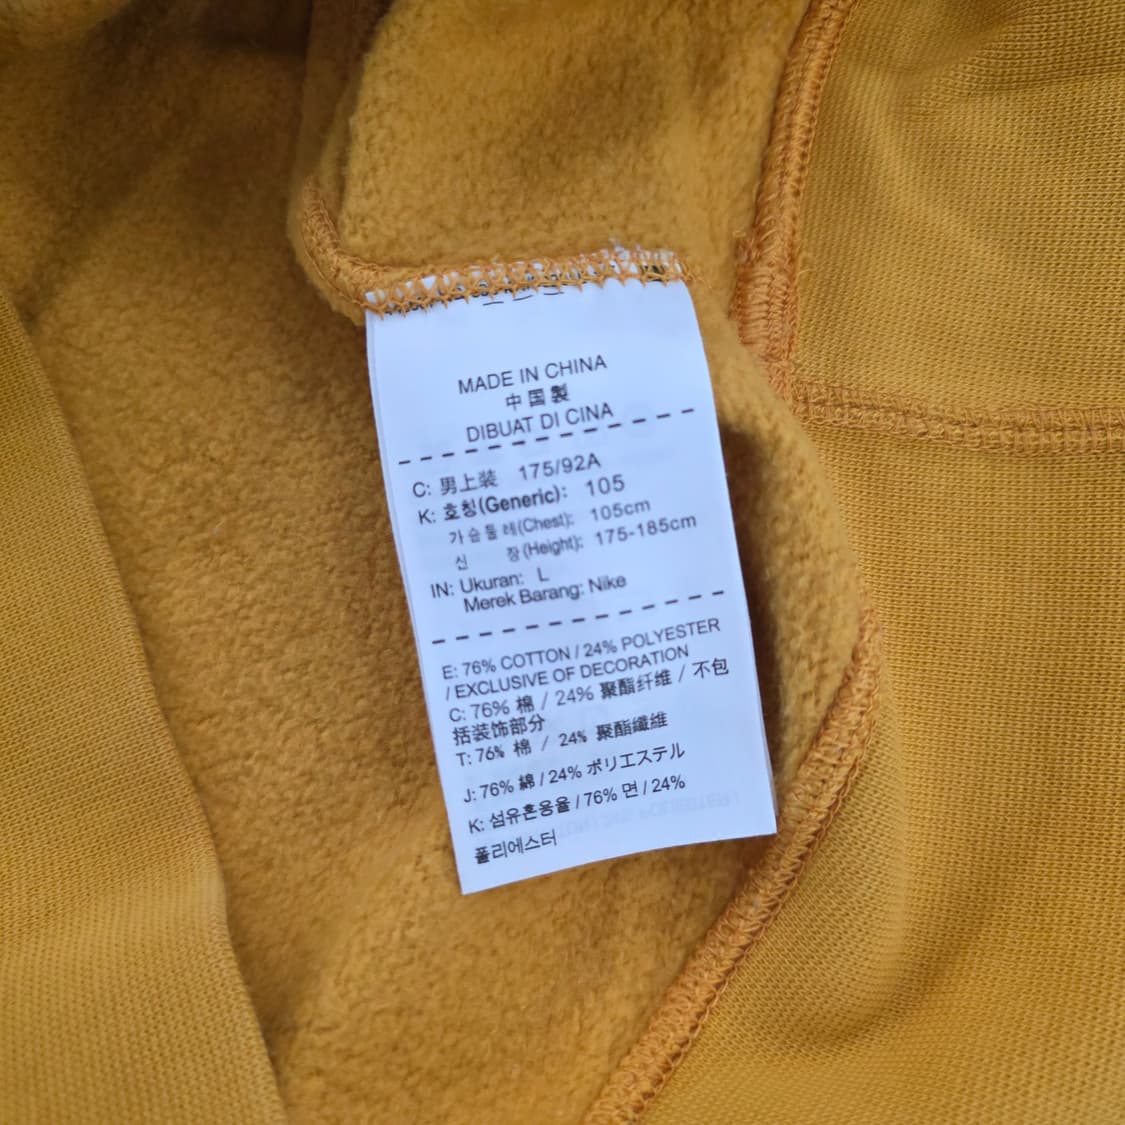 MADE IN CHINA
中国製
DIBUAT DI CINA
C: 男上装 175/92A
K: 호칭(Generic): 105
가슴둘레(Chest): 105cm
신 장(Height): 175-185cm
IN: Ukuran: L
Merek Barang: Nike
E: 76% COTTON / 24% POLYESTER
/ EXCLUSIVE OF DECORATION
C: 76% 棉 / 24% 聚酯纤维 / 不包
括装饰部分
T: 76% 棉 / 24% 聚酯纖維
J: 76% 綿 / 24% ポリエステル
K: 섬유혼용율 / 76% 면 / 24%
폴리에스터